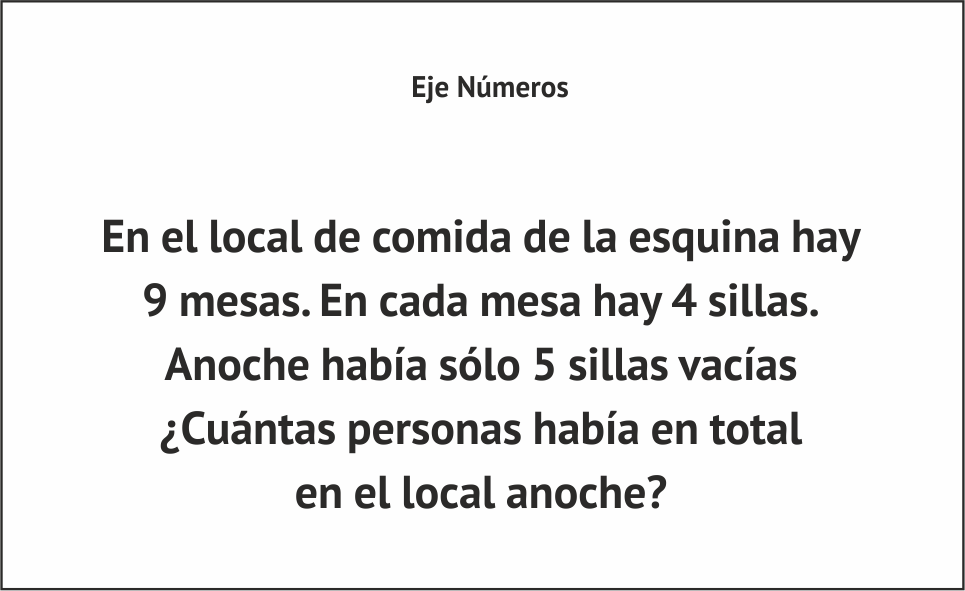 Eje Números
En el local de comida de la esquina hay
9 mesas. En cada mesa hay 4 sillas.
Anoche había sólo 5 sillas vacías
¿Cuántas personas había en total
en el local anoche?